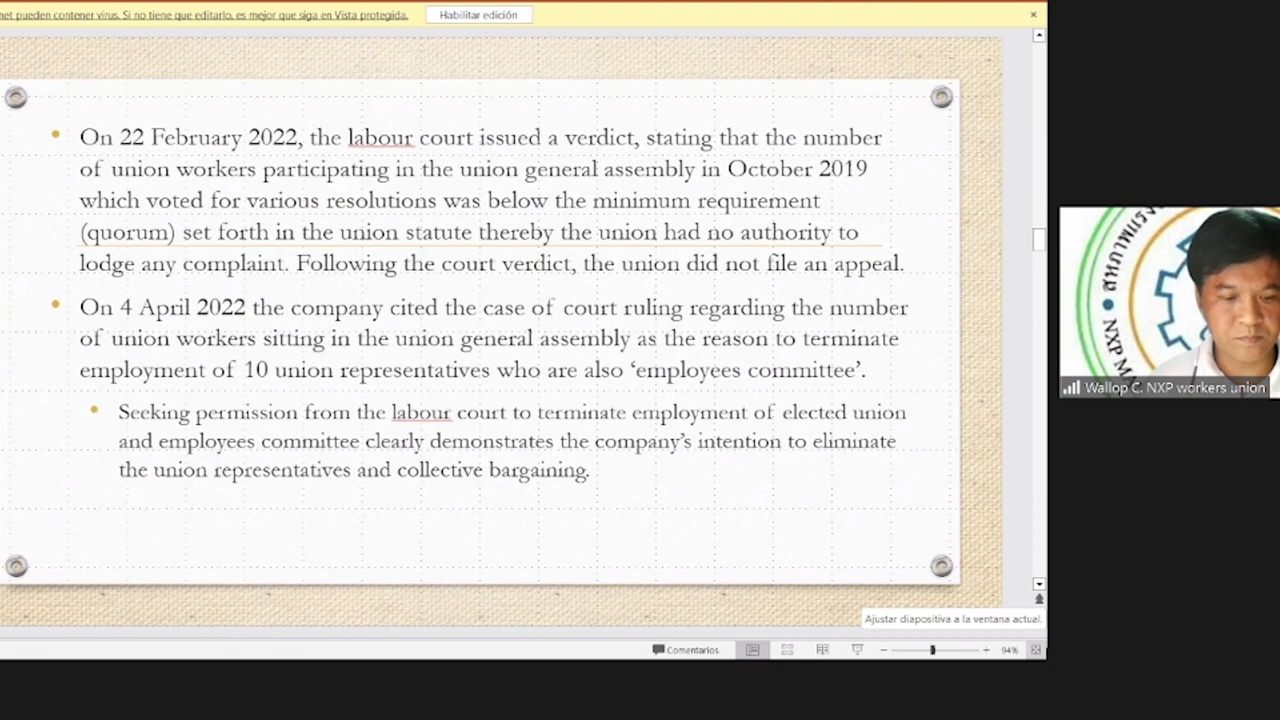 net pueden contener virus. Si no tiene que editarlo, es mejor que siga en Vista protegida.
Habilitar edición
On 22 February 2022, the labour court issued a verdict, stating that the number
of union workers participating in the union general assembly in October 2019
which voted for various resolutions was below the minimum requirement
(quorum) set forth in the union statute thereby the union had no authority to
lodge any complaint. Following the court verdict, the union did not file an appeal.
On 4 April 2022 the company cited the case of court ruling regarding the number
of union workers sitting in the union general assembly as the reason to terminate
employment of 10 union representatives who are also ‘employees committee’.
Seeking permission from the labour court to terminate employment of elected union
and employees committee clearly demonstrates the company’s intention to eliminate
the union representatives and collective bargaining.
Ajustar diapositiva a la ventana actual.
Comentarios
94%
NXP
Wallop C. NXP workers union